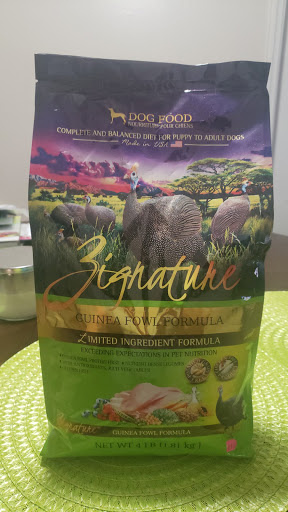 DOG FOOD
COMPLETE AND BALANCED DIET FOR PUPPY TO ADULT DOGS
Made in USA
Zignature
GUINEA FOWL FORMULA
LIMITED INGREDIENT FORMULA
EXCEEDING EXPECTATIONS IN PET NUTRITION
Zignature
GUINEA FOWL FORMULA
NET WT 4 LB (1.81 kg)